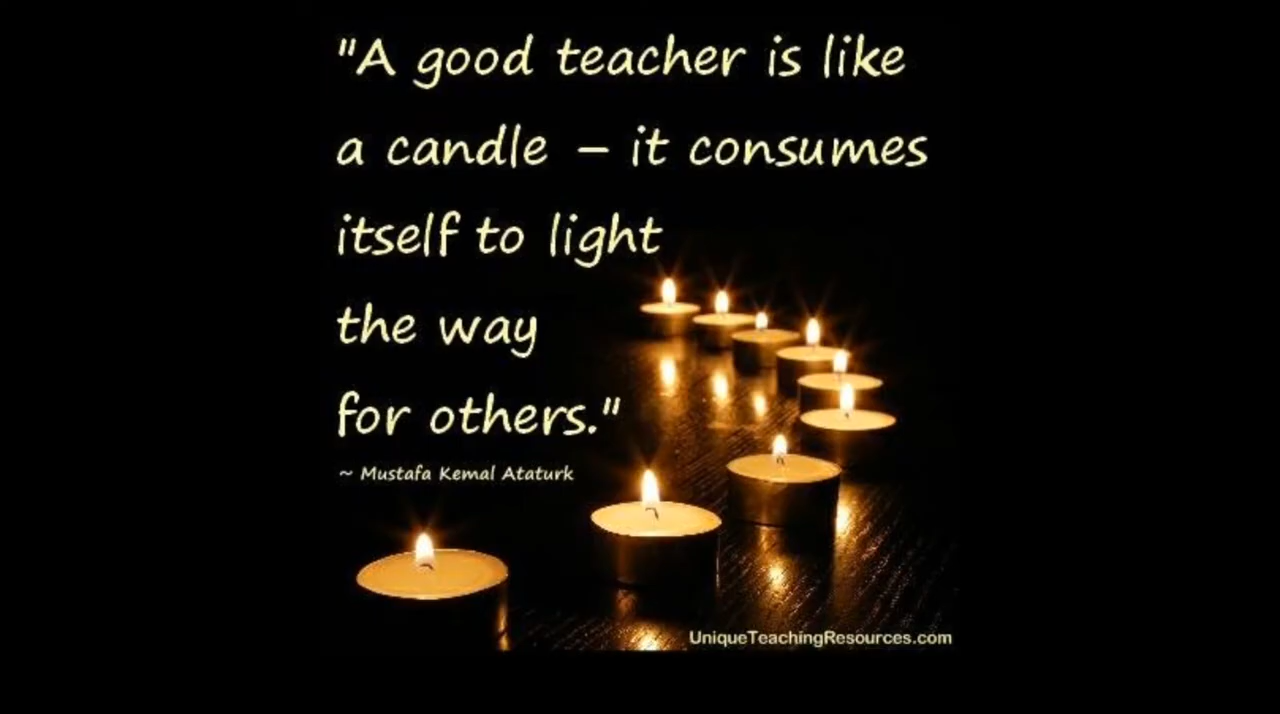 "A good teacher is like
a candle – it consumes
itself to light
the way
for others."
~ Mustafa Kemal Ataturk
UniqueTeachingResources.com